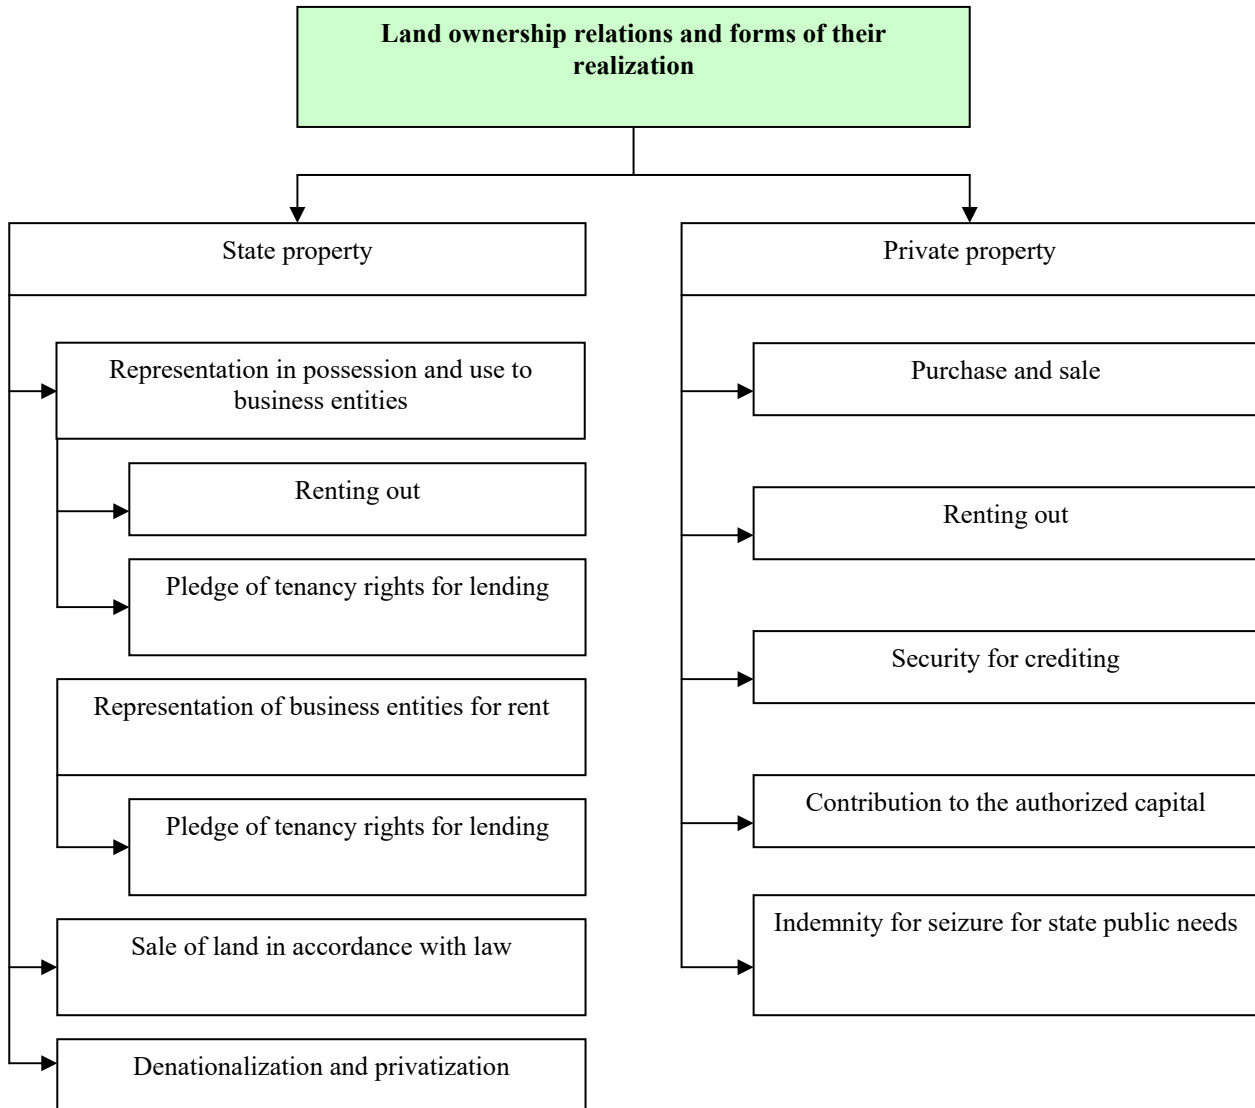 Land ownership relations and forms of their
realization
State property
Representation in possession and use to
business entities
Renting out
Pledge of tenancy rights for lending
Representation of business entities for rent
Pledge of tenancy rights for lending
Sale of land in accordance with law
Denationalization and privatization
Private property
Purchase and sale
Renting out
Security for crediting
Contribution to the authorized capital
Indemnity for seizure for state public needs